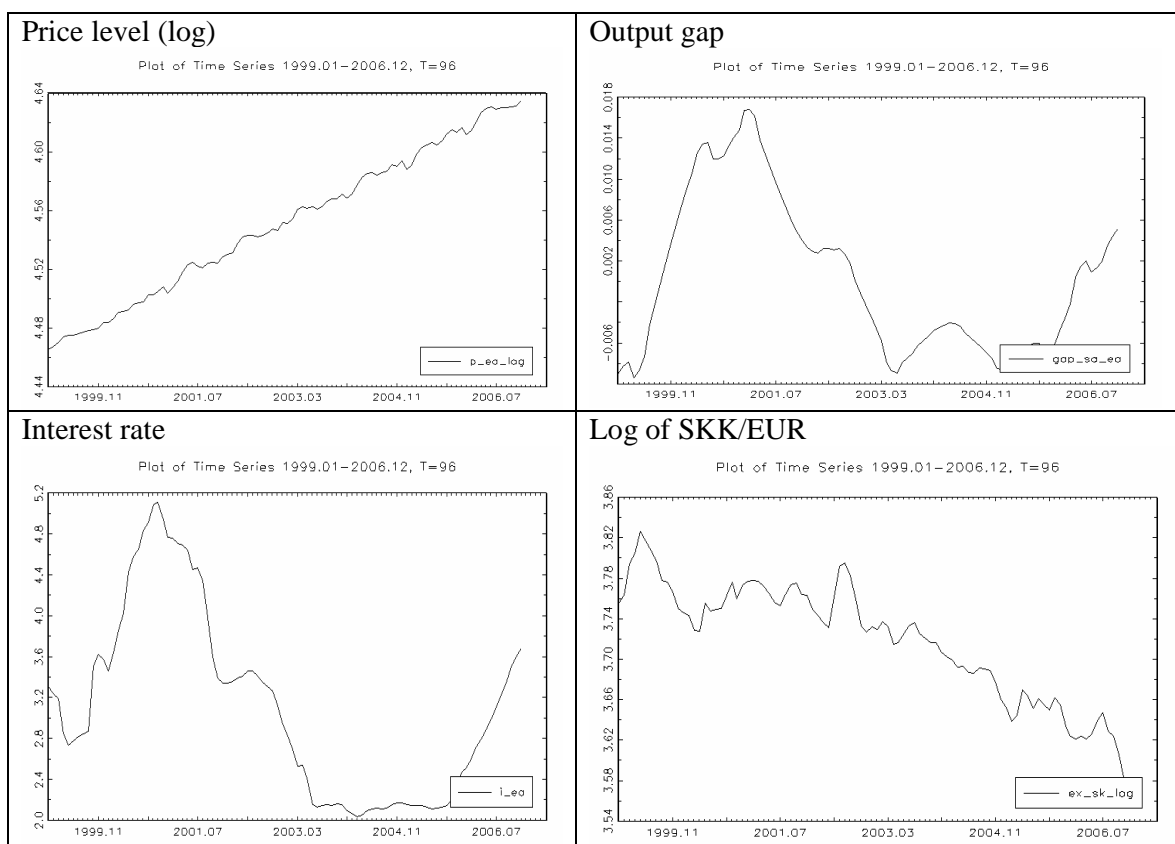 Price level (log)
Plot of Time Series 1999.01−2006.12, T=96
4.64
4.60
4.56
4.52
4.48
4.44
p_ea_log
1999.11 2001.07 2003.03 2004.11 2006.07
Output gap
Plot of Time Series 1999.01−2006.12, T=96
0.018
0.014
0.010
0.006
0.002
−0.006
gap_sa_ea
1999.11 2001.07 2003.03 2004.11 2006.07
Interest rate
Plot of Time Series 1999.01−2006.12, T=96
5.2
4.8
4.4
4.0
3.6
3.2
2.8
2.4
2.0
i_ea
1999.11 2001.07 2003.03 2004.11 2006.07
Log of SKK/EUR
Plot of Time Series 1999.01−2006.12, T=96
3.86
3.82
3.78
3.74
3.70
3.66
3.62
3.58
3.54
ex_sk_log
1999.11 2001.07 2003.03 2004.11 2006.07